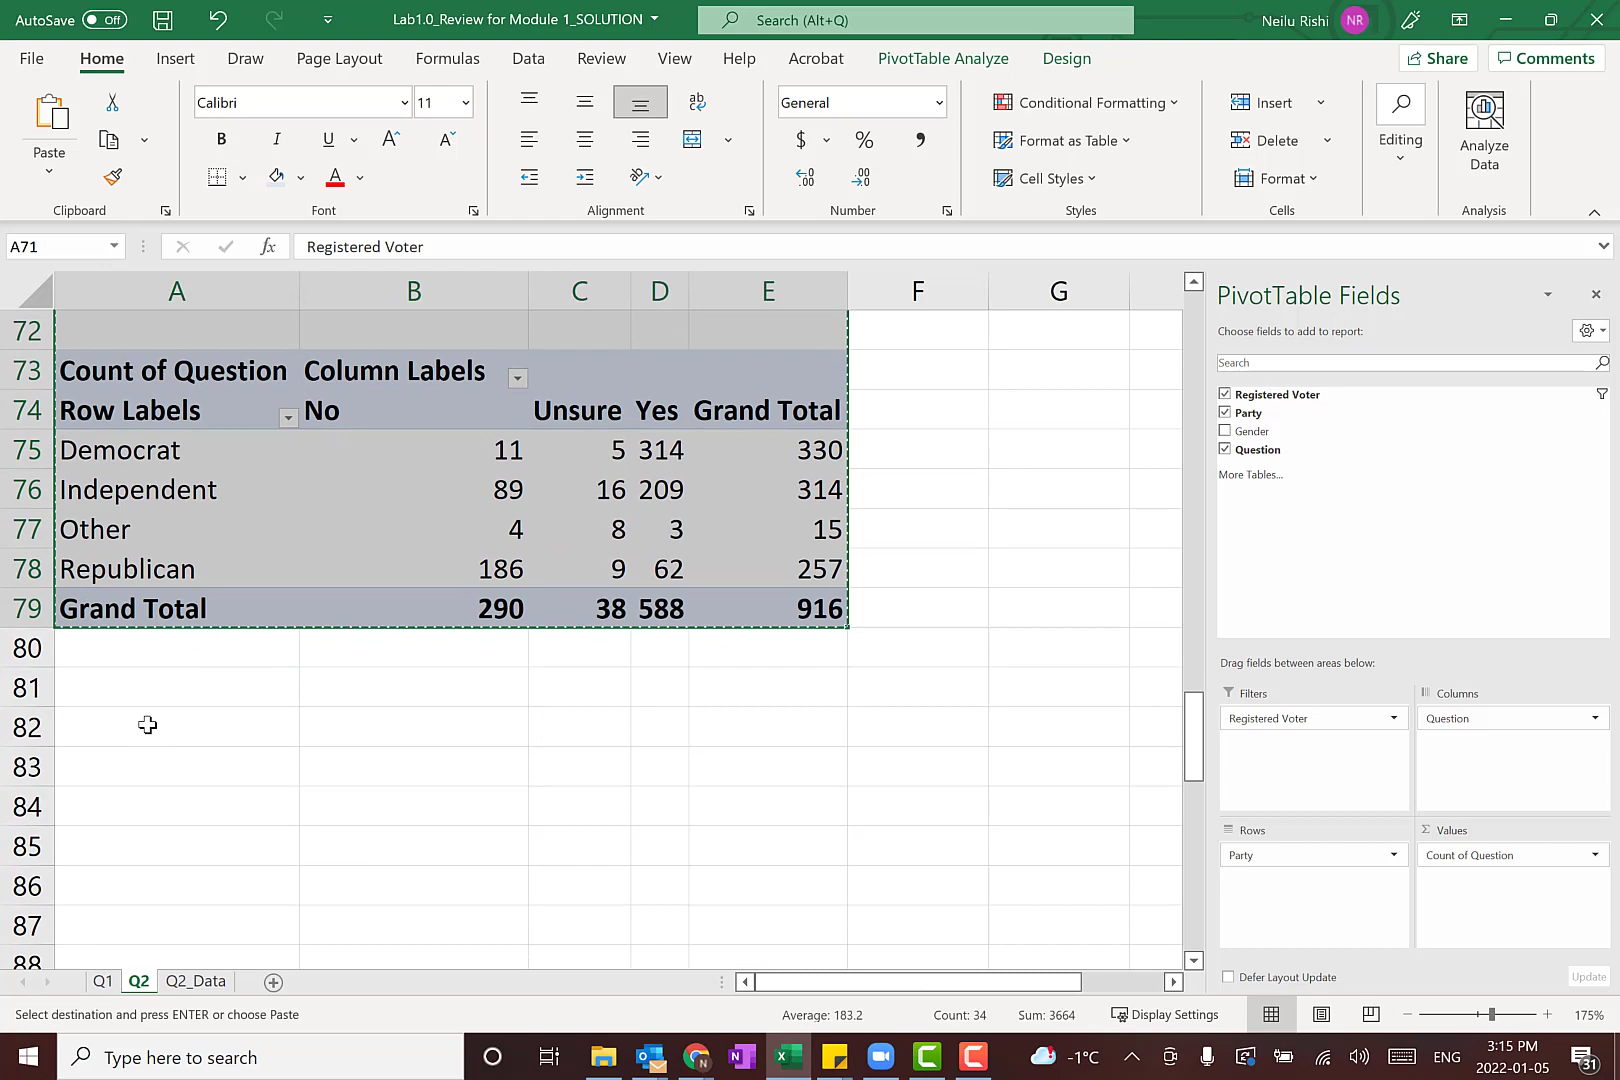 AutoSave Off Lab1.0_Review for Module 1_SOLUTION Search (Alt+Q) Neilu Rishi NR
File Home Insert Draw Page Layout Formulas Data Review View Help Acrobat PivotTable Analyze Design Share Comments
Calibri 11 General Conditional Formatting Insert
Paste B I U A^ A˅ $ % , Format as Table Delete Editing Analyze Data
A Cell Styles Format
Clipboard Font Alignment Number Styles Cells Analysis
A71 fx Registered Voter
A B C D E F G
72
73 Count of Question Column Labels
74 Row Labels No Unsure Yes Grand Total
75 Democrat 11 5 314 330
76 Independent 89 16 209 314
77 Other 4 8 3 15
78 Republican 186 9 62 257
79 Grand Total 290 38 588 916
80
81
82
83
84
85
86
87
88
PivotTable Fields
Choose fields to add to report:
Search
Registered Voter
Party
Gender
Question
More Tables...
Drag fields between areas below:
Filters Columns
Registered Voter Question
Rows Σ Values
Party Count of Question
Defer Layout Update Update
Q1 Q2 Q2_Data
Select destination and press ENTER or choose Paste Average: 183.2 Count: 34 Sum: 3664 Display Settings 175%
Type here to search -1°C ENG 3:15 PM
2022-01-05 31